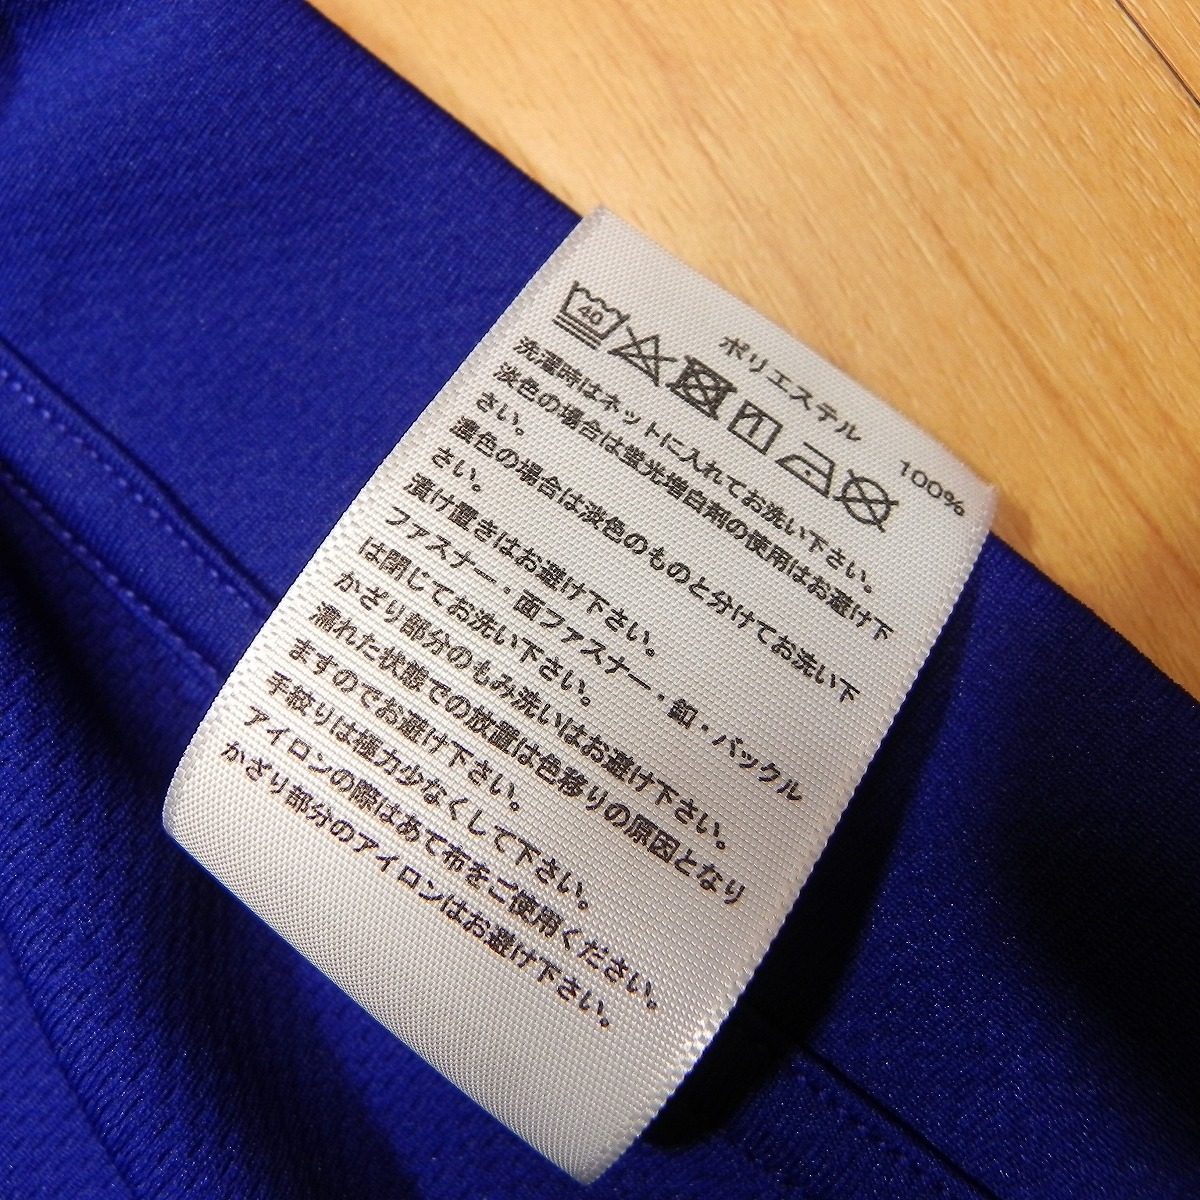 ポリエステル 100%
40
洗濯時はネットに入れてお洗い下さい。
淡色の場合は蛍光増白剤の使用はお避け下
さい。
濃色の場合は淡色のものと分けてお洗い下
さい。
漬け置きはお避け下さい。
ファスナー・面ファスナー・釦・バックル
は閉じてお洗い下さい。
かざり部分のもみ洗いはお避け下さい。
濡れた状態での放置は色移りの原因となり
ますのでお避け下さい。
手絞りは極力少なくして下さい。
アイロンの際はあて布をご使用ください。
かざり部分のアイロンはお避け下さい。